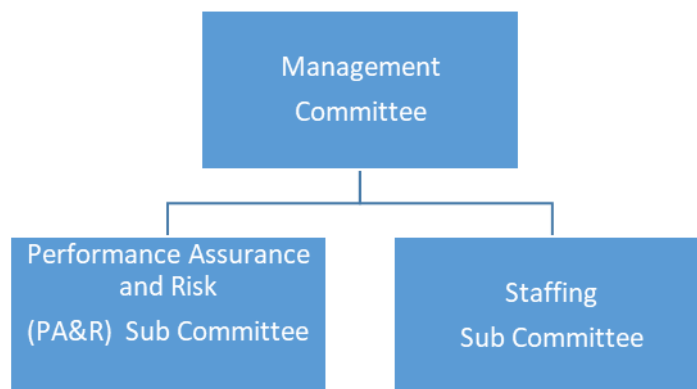 Management
Committee
Performance Assurance
and Risk
(PA&R) Sub Committee
Staffing
Sub Committee